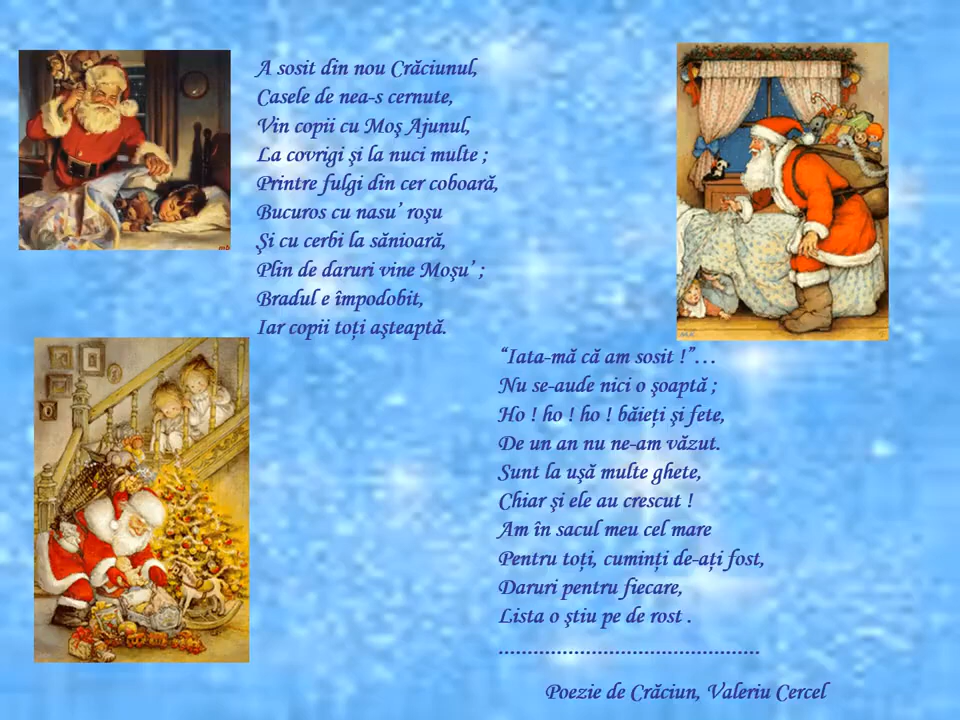 A sosit din nou Crăciunul,
Casele de nea-s cernute,
Vin copii cu Moş Ajunul,
La covrigi şi la nuci multe ;
Printre fulgi din cer coboară,
Bucuros cu nasu’ roşu
Şi cu cerbi la sănioară,
Plin de daruri vine Moşu’ ;
Bradul e împodobit,
Iar copii toți aşteaptă.
“Iata-mă că am sosit !”…
Nu se-aude nici o şoaptă ;
Ho ! ho ! ho ! băieți şi fete,
De un an nu ne-am văzut.
Sunt la uşă multe ghete,
Chiar şi ele au crescut !
Am în sacul meu cel mare
Pentru toți, cuminți de-ați fost,
Daruri pentru fiecare,
Lista o ştiu pe de rost .
.............................................
Poezie de Crăciun, Valeriu Cercel